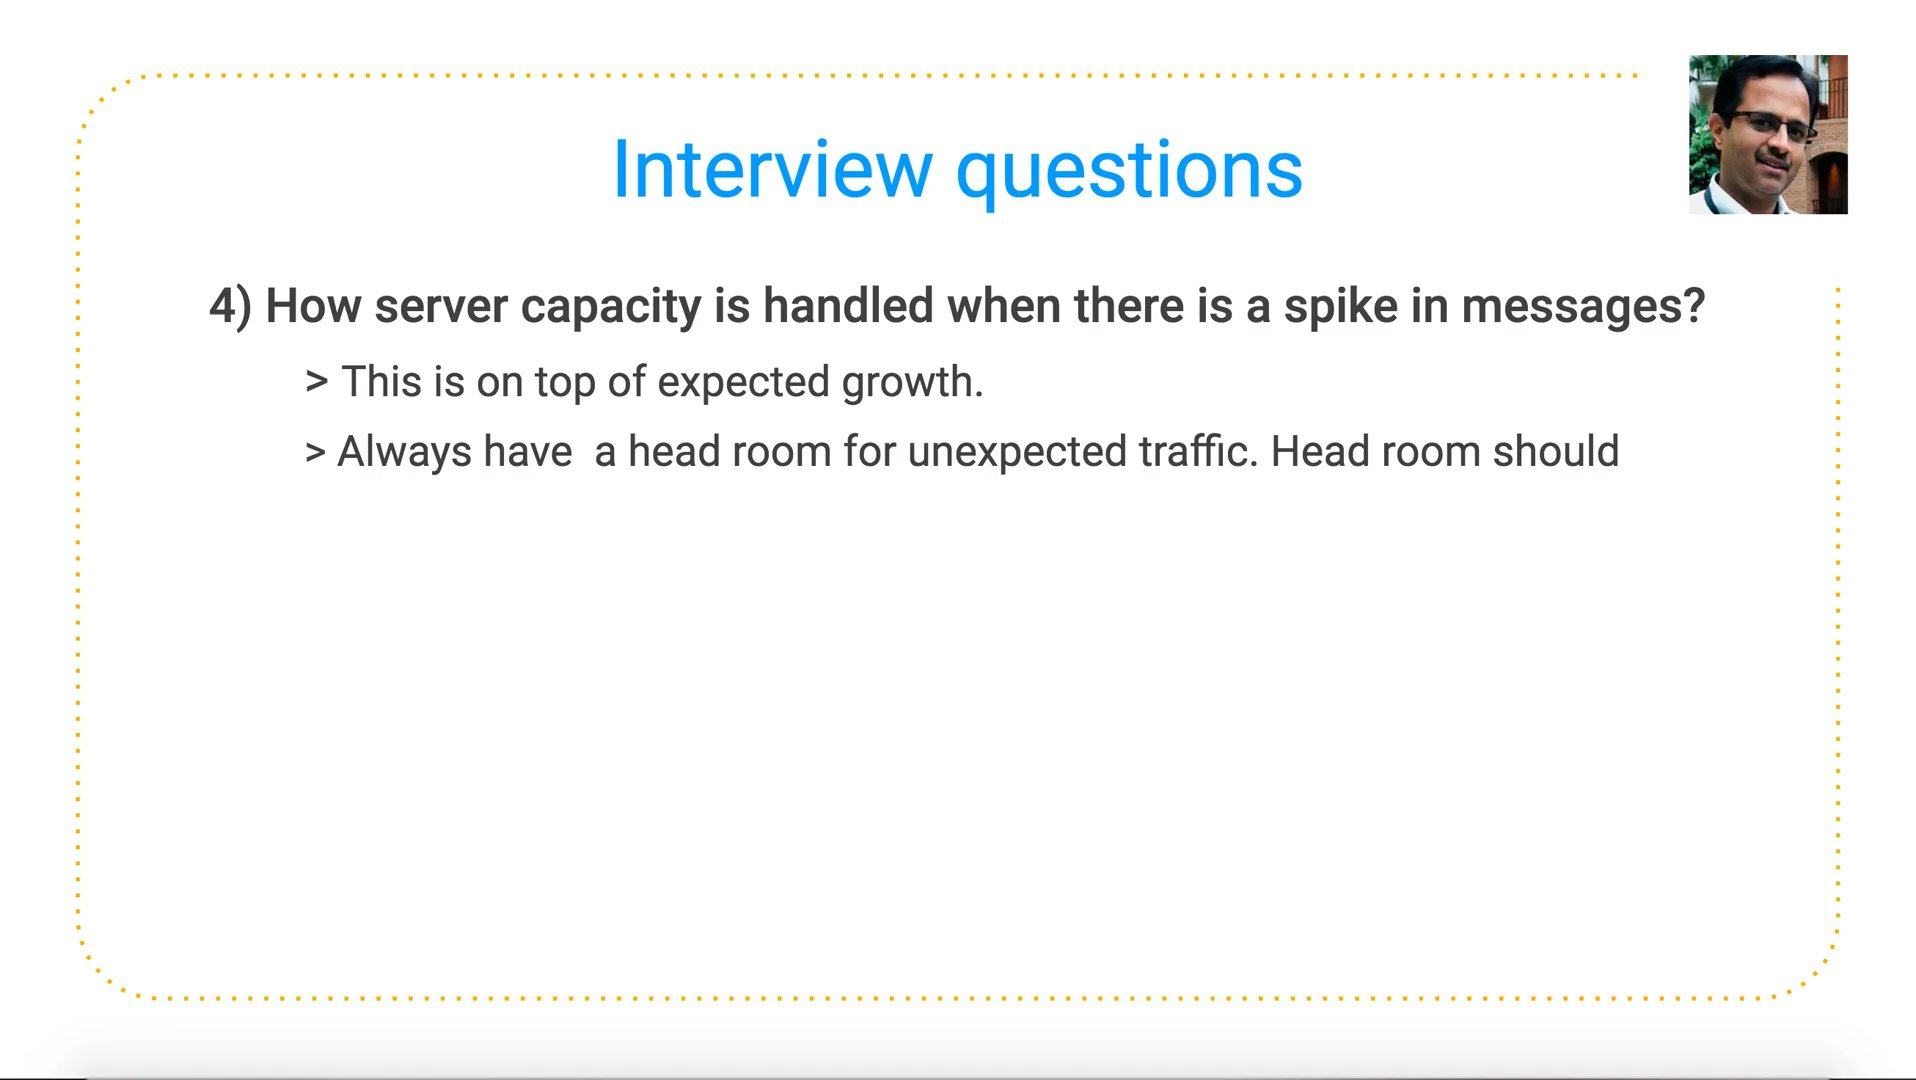 Interview questions
4) How server capacity is handled when there is a spike in messages?
> This is on top of expected growth.
> Always have  a head room for unexpected traffic. Head room should